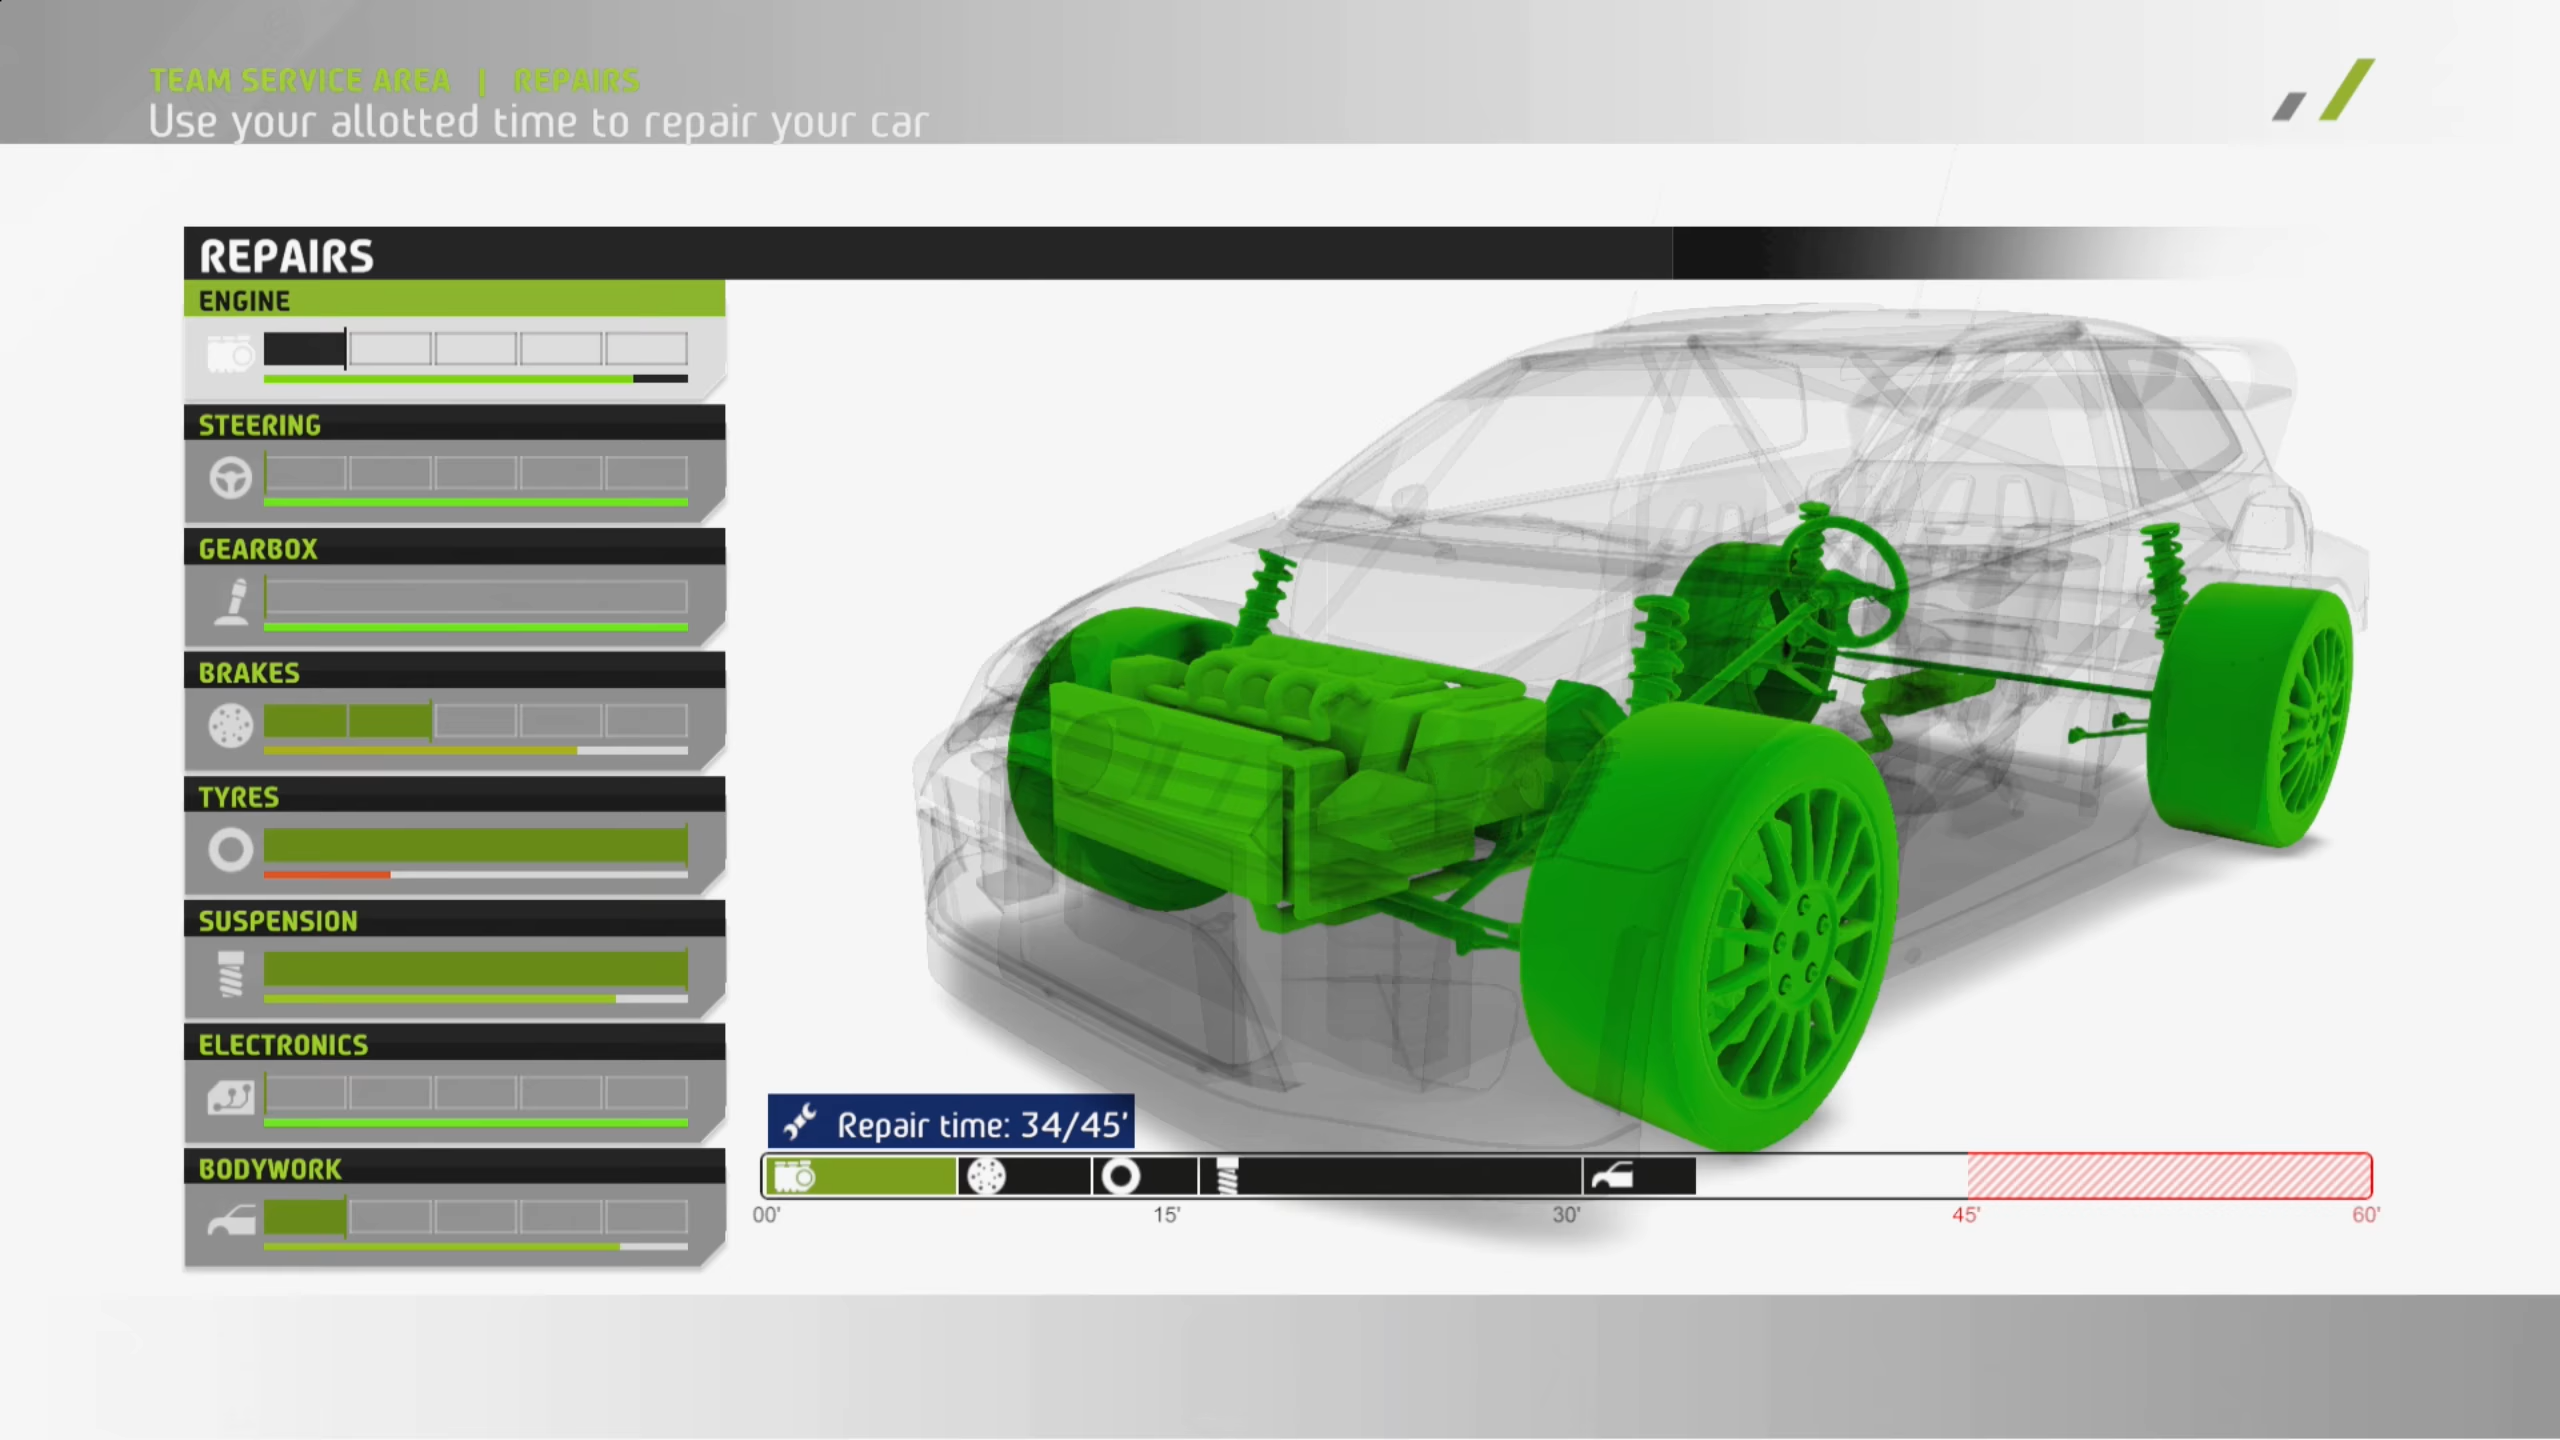 TEAM SERVICE AREA | REPAIRS
Use your allotted time to repair your car
REPAIRS
ENGINE
STEERING
GEARBOX
BRAKES
TYRES
SUSPENSION
ELECTRONICS
BODYWORK
Repair time: 34/45'
00' 15' 30' 45' 60'